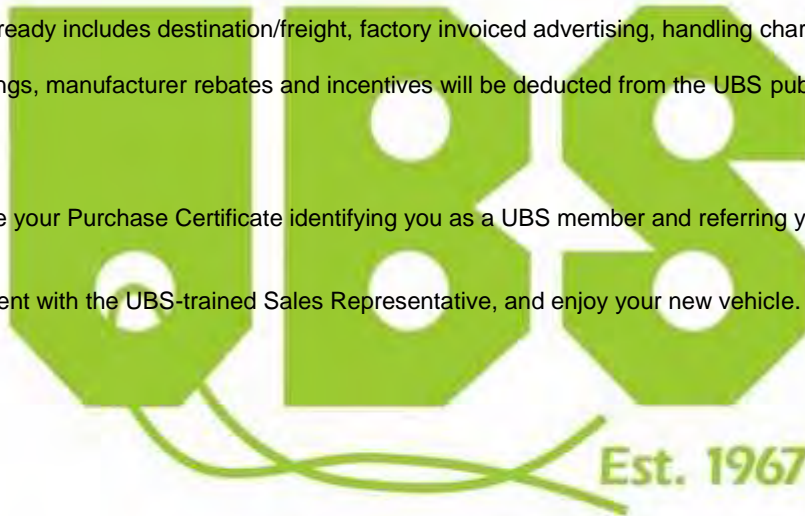 ready includes destination/freight, factory invoiced advertising, handling char
ngs, manufacturer rebates and incentives will be deducted from the UBS pub
e your Purchase Certificate identifying you as a UBS member and referring y
ent with the UBS-trained Sales Representative, and enjoy your new vehicle.
UBS
Est. 1967